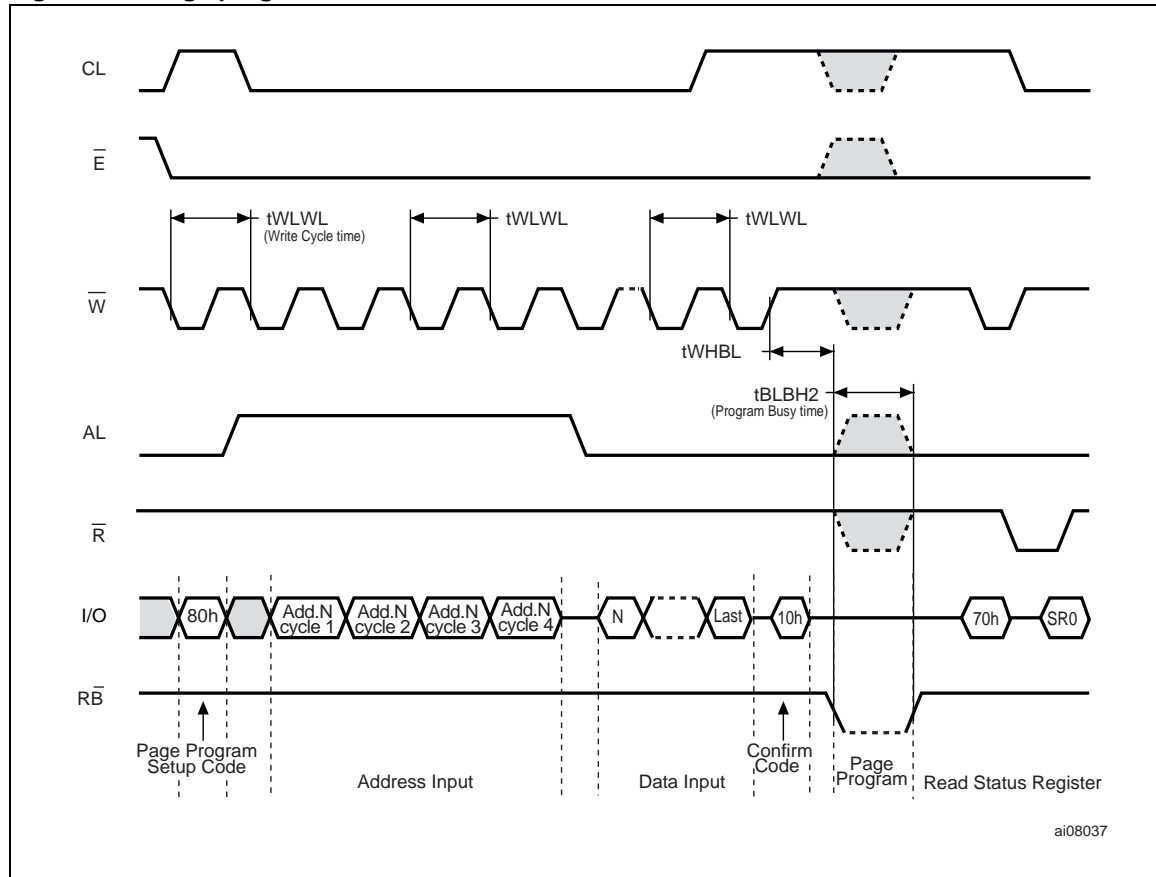 CL
E
tWLWL
tWLWL
tWLWL
(Write Cycle time)
W
tWHBL
tBLBH2
(Program Busy time)
AL
R
I/O
80h
Add.N
cycle 1
Add.N
cycle 2
Add.N
cycle 3
Add.N
cycle 4
N
Last
10h
70h
SR0
RB
Page Program
Setup Code
Address Input
Data Input
Confirm
Code
Page
Program
Read Status Register
ai08037